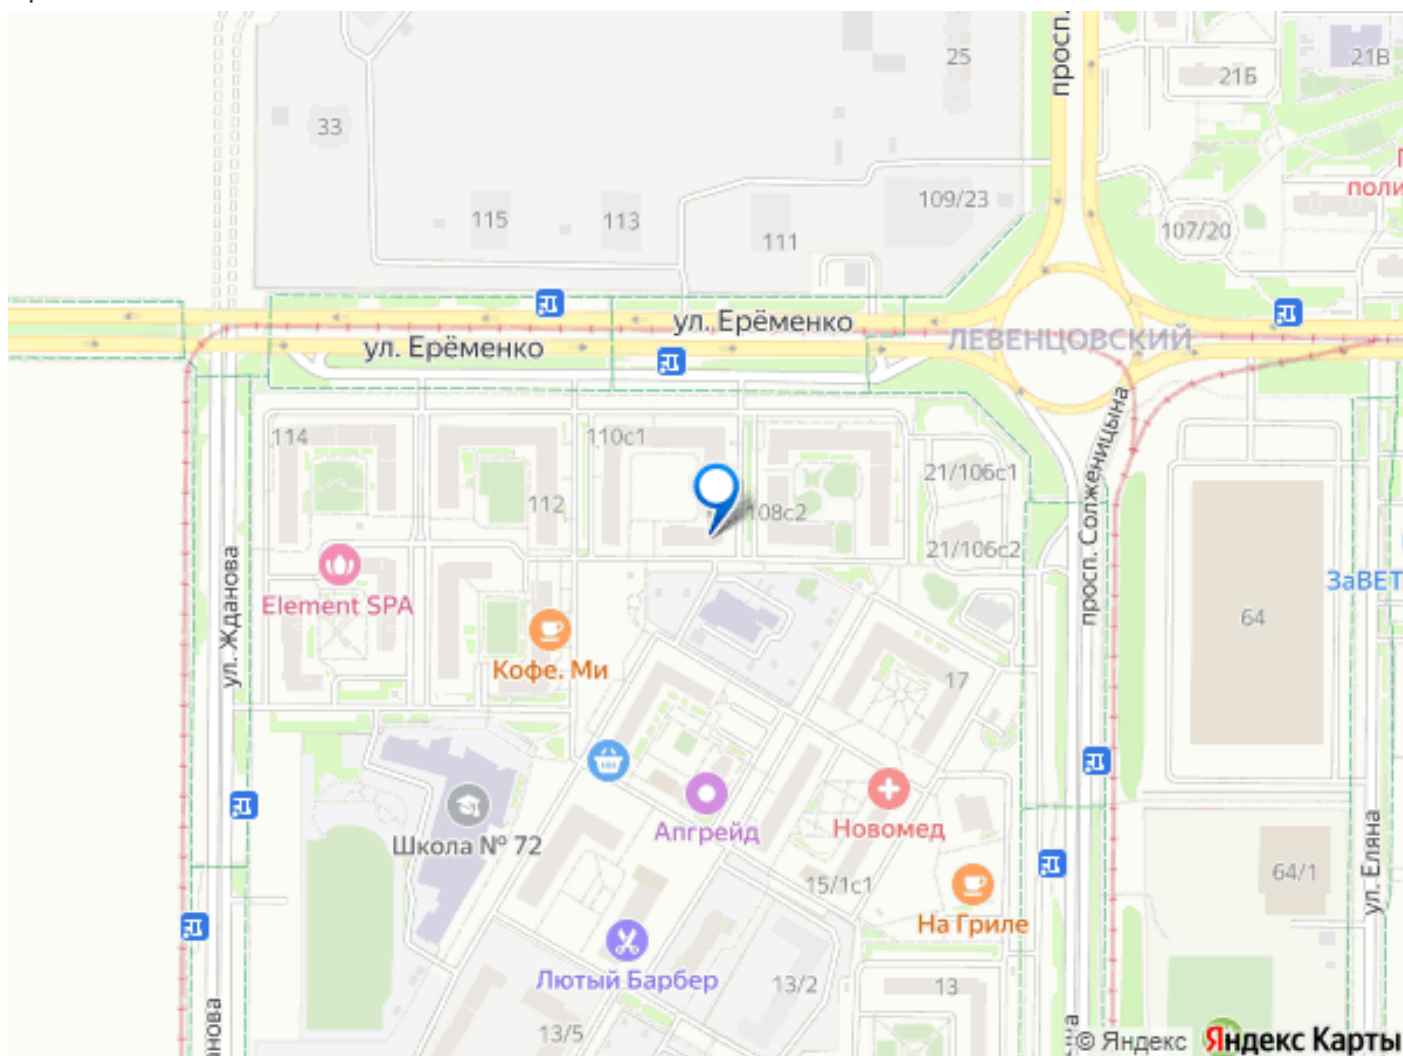 просп.
25
21Б
21В
33
поли
115
113
109/23
111
107/20
ул. Ерёменко
ЛЕВЕНЦОВСКИЙ
ул. Ерёменко
114
110с1
112
108с2
21/106с1
21/106с2
просп. Солженицына
ул. Жданова
Element SPA
ЗаВЕТ
64
Кофе. Ми
17
Апгрейд
Новомед
Школа № 72
15/1с1
64/1
ул. Еляна
На Гриле
Лютый Барбер
13/2
13
13/5
© Яндекс
Яндекс Карты